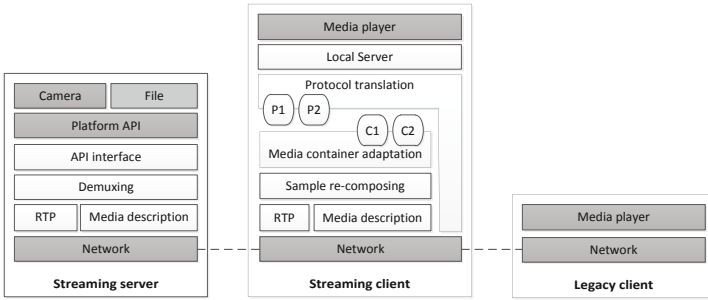 Camera
File
Platform API
API interface
Demuxing
RTP
Media description
Network
Streaming server
Media player
Local Server
Protocol translation
P1
P2
C1
C2
Media container adaptation
Sample re-composing
RTP
Media description
Network
Streaming client
Media player
Network
Legacy client